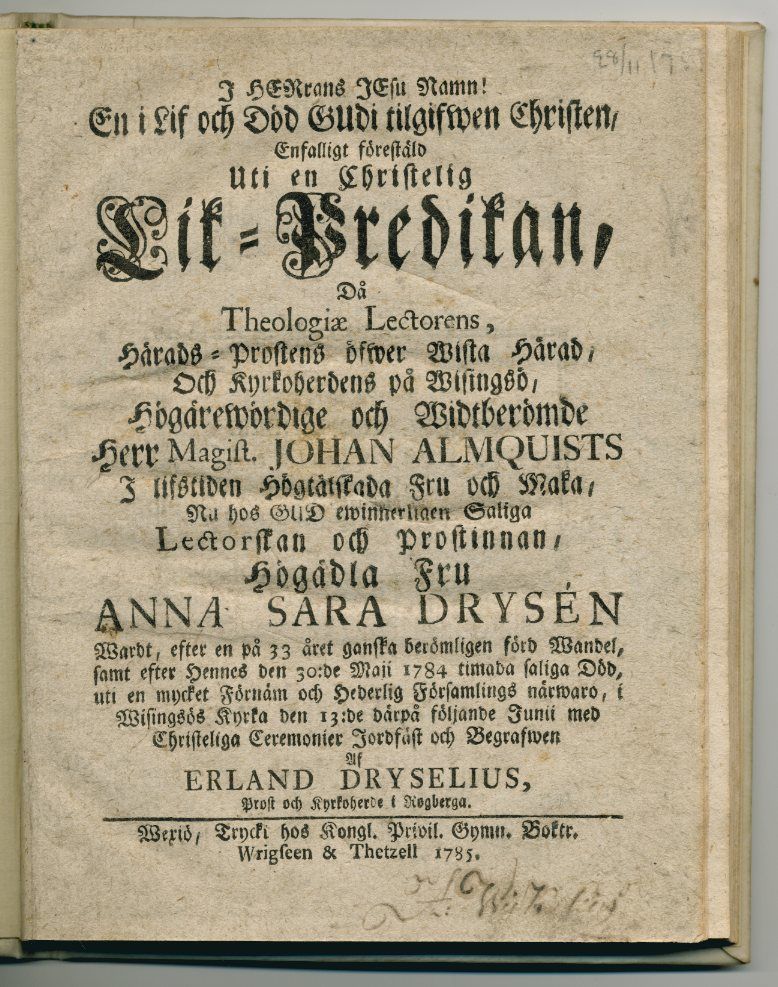 28/11 195
J HERrans JEsu Namn!
En i Lif och Död GUdi tilgifwen Christen,
Enfalligt förestäld
Uti en Christelig
Lik-Predikan,
Då
Theologiæ Lectorens,
Härads-Prostens öfwer Wista Härad,
Och Kyrkoherdens på Wisingsö,
Högärewördige och Widtberömde
Herr Magist. JOHAN ALMQUISTS
I lifstiden Högtälskada Fru och Maka,
Nu hos GUD ewinnerligen Saliga
Lectorskan och Prostinnan,
Högädla Fru
ANNA SARA DRYSÉN
Wardt, efter en på 33 året ganska berömligen förd Wandel,
samt efter Hennes den 30:de Maji 1784 timada saliga Död,
uti en mycket Förnäm och Hederlig Församlings närwaro, i
Wisingsös Kyrka den 13:de därpå följande Junii med
Christeliga Ceremonier Jordfäst och Begrafwen
Af
ERLAND DRYSELIUS,
Prost och Kyrkoherde i Rogberga.
Wexiö, Tryckt hos Kongl. Privil. Gymn. Boktr.
Wrigseen & Thetzell 1785.